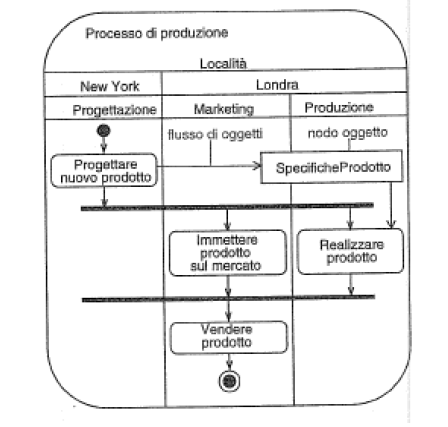 Processo di produzione
Località
New York
Londra
Progettazione
Marketing
Produzione
flusso di oggetti
nodo oggetto
Progettare
nuovo prodotto
SpecificheProdotto
Immettere
prodotto
sul mercato
Realizzare
prodotto
Vendere
prodotto